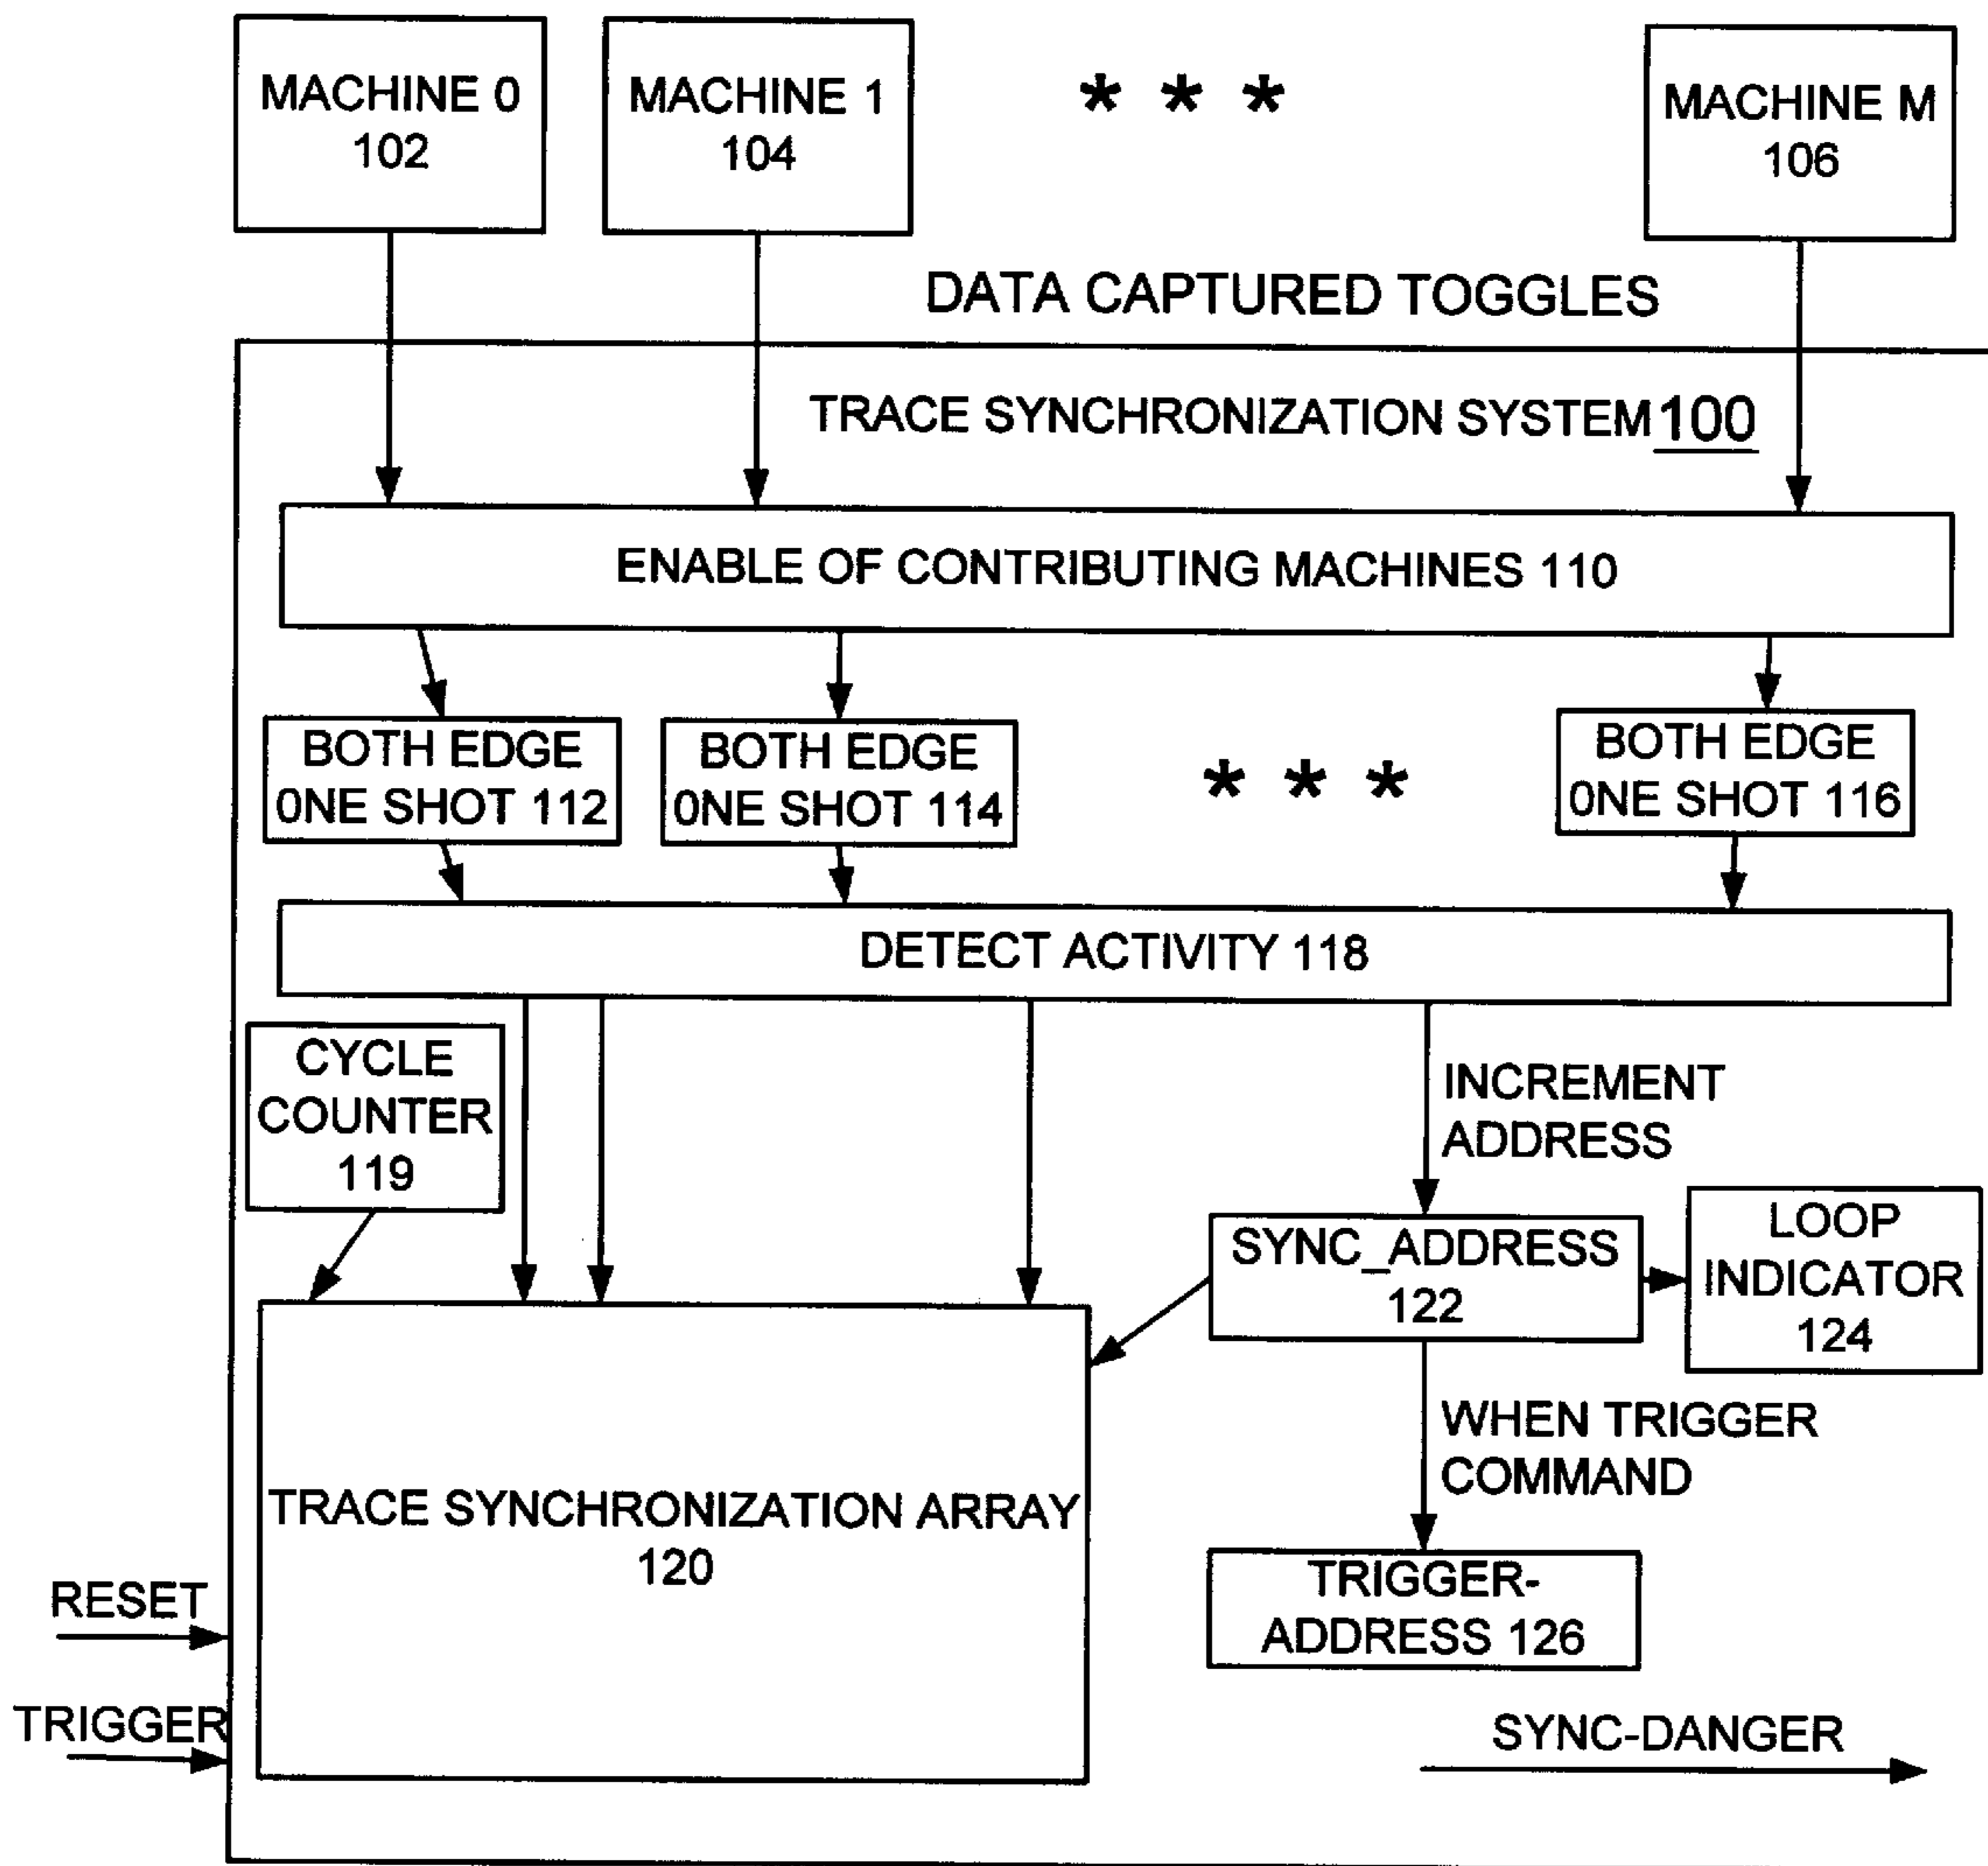 MACHINE 0
102
MACHINE 1
104
* * *
MACHINE M
106
DATA CAPTURED TOGGLES
TRACE SYNCHRONIZATION SYSTEM 100
ENABLE OF CONTRIBUTING MACHINES 110
BOTH EDGE
0NE SHOT 112
BOTH EDGE
0NE SHOT 114
* * *
BOTH EDGE
0NE SHOT 116
DETECT ACTIVITY 118
CYCLE
COUNTER
119
INCREMENT
ADDRESS
SYNC_ADDRESS
122
LOOP
INDICATOR
124
WHEN TRIGGER
COMMAND
TRACE SYNCHRONIZATION ARRAY
120
TRIGGER-
ADDRESS 126
RESET
TRIGGER
SYNC-DANGER